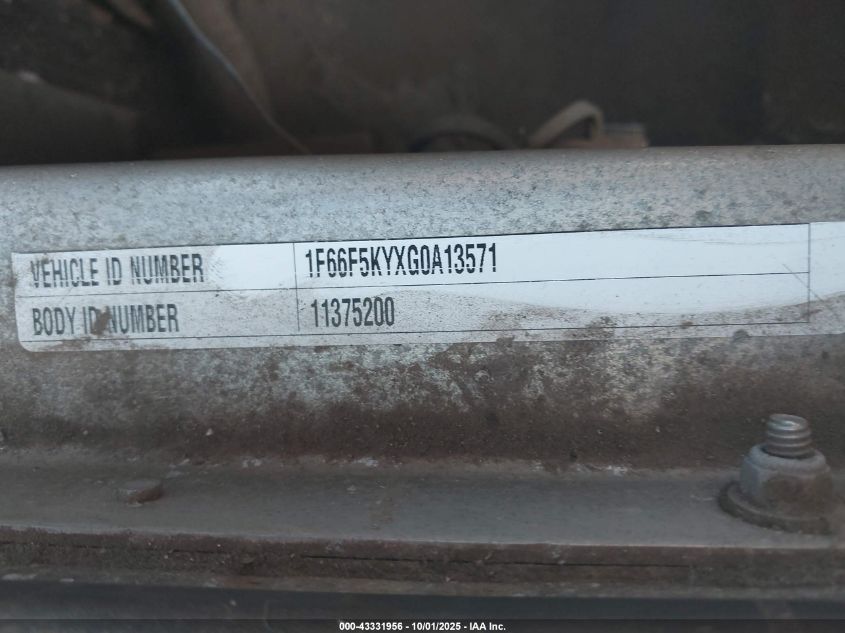 VEHICLE ID NUMBER 1F66F5KYXG0A13571
BODY ID NUMBER 11375200
000-43331956 - 10/01/2025 - IAA Inc.